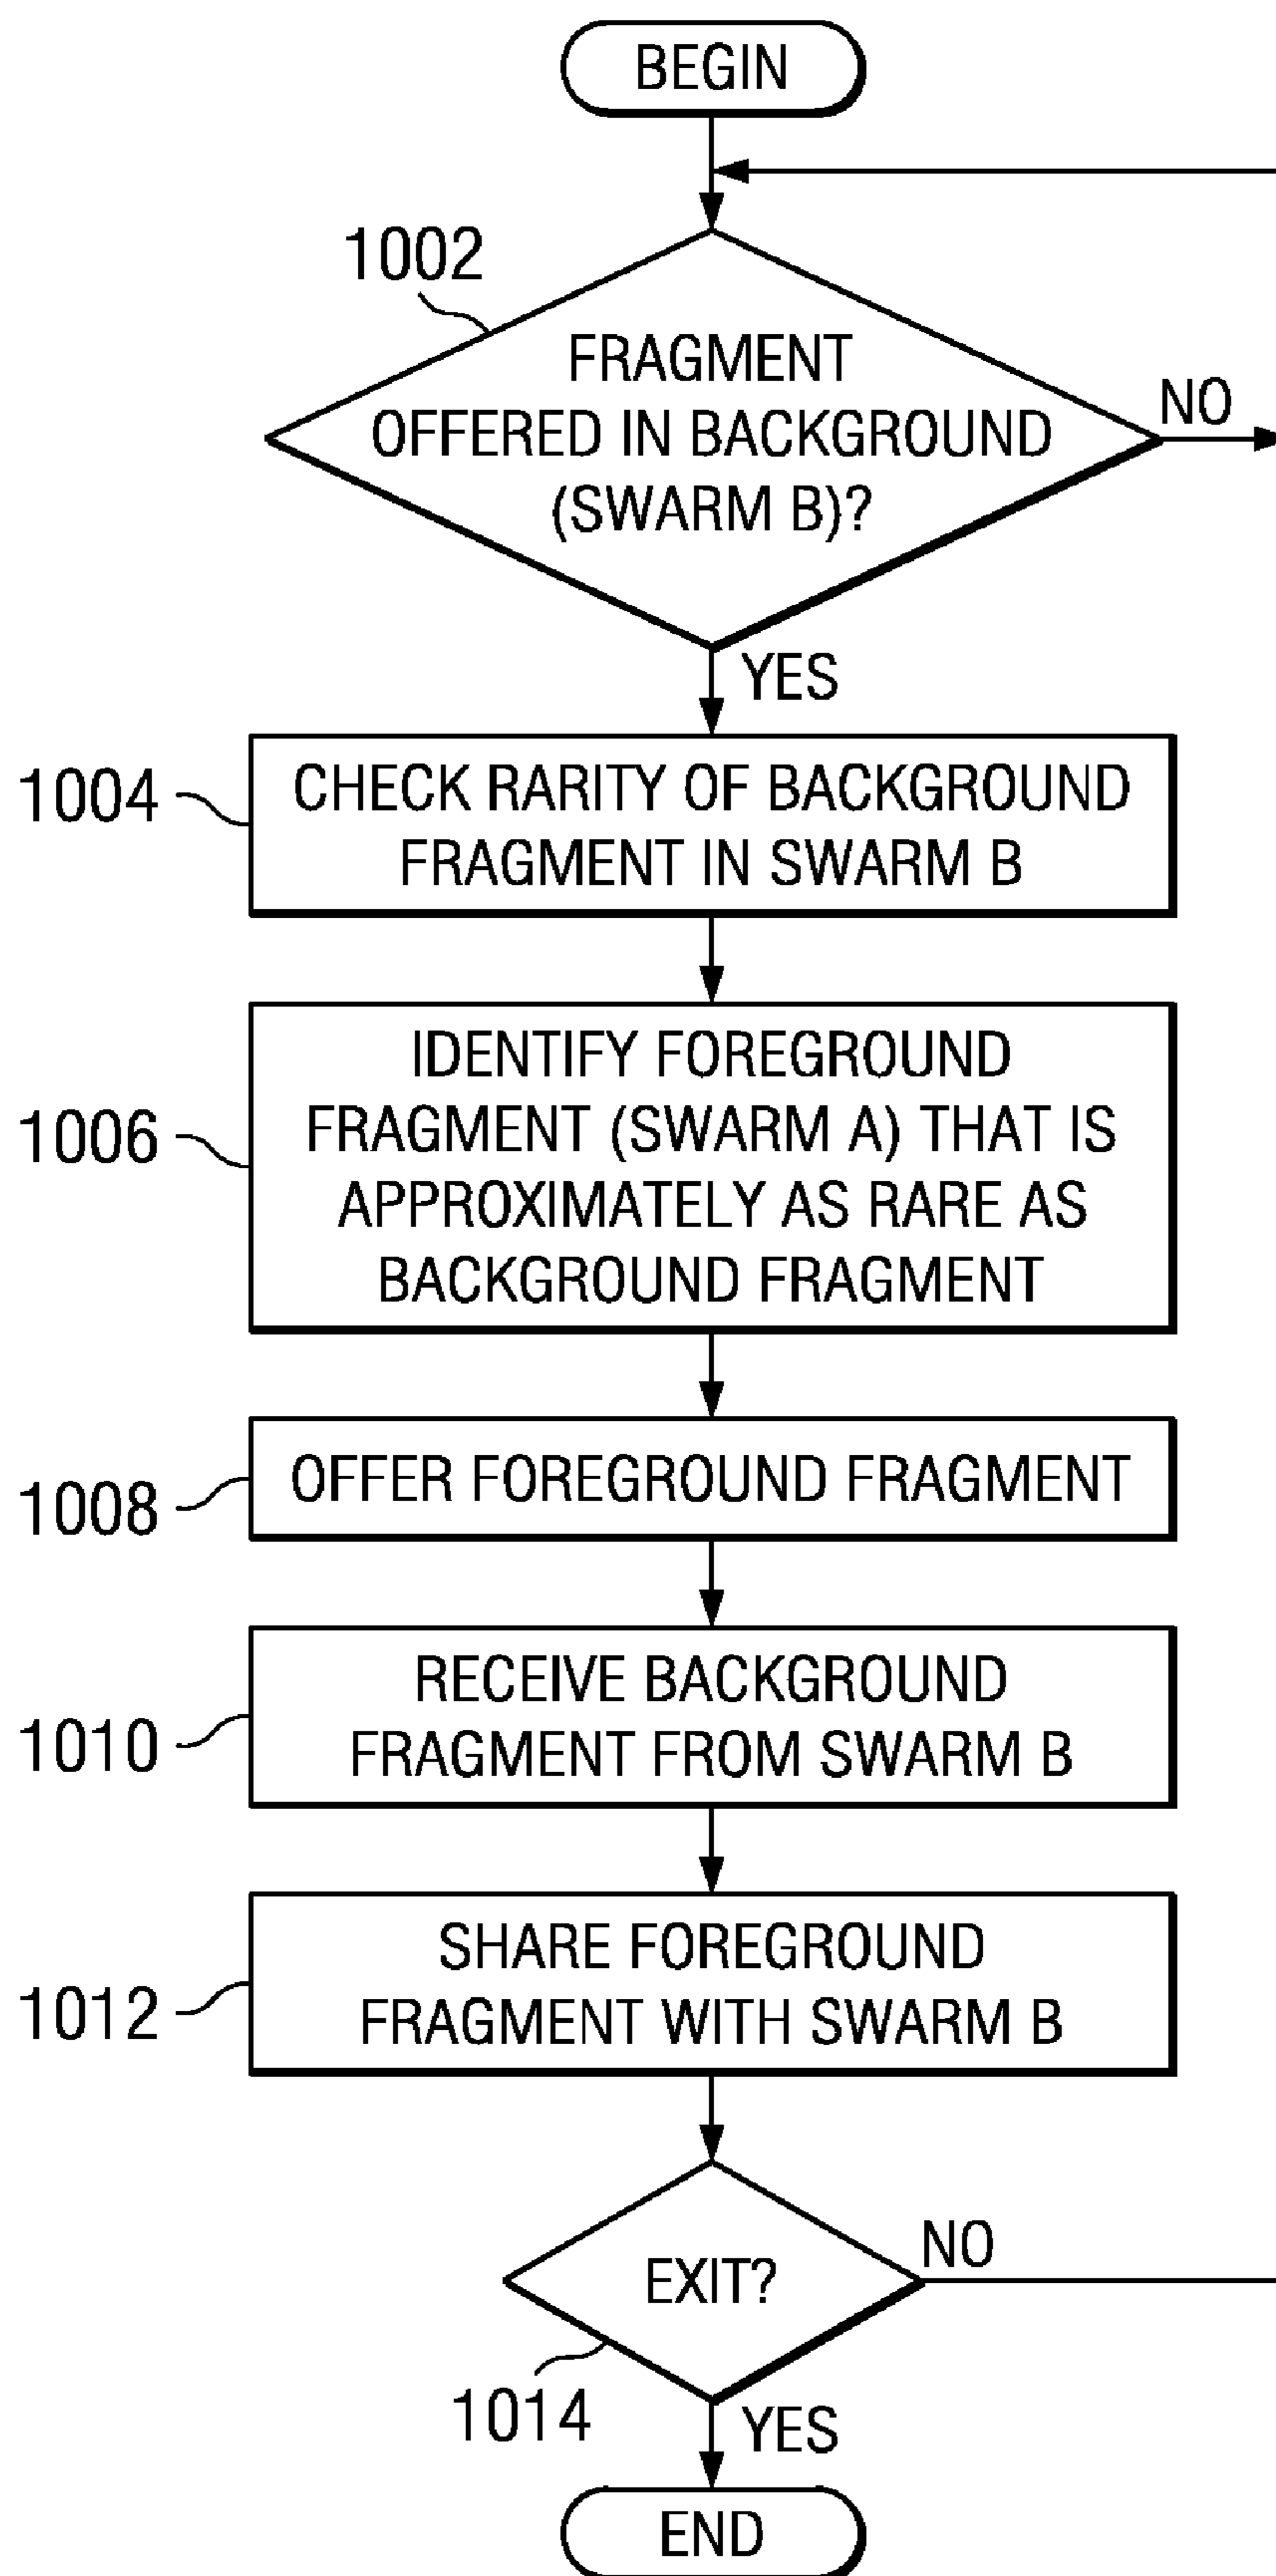 BEGIN
1002
FRAGMENT
OFFERED IN BACKGROUND
(SWARM B)?
NO
YES
1004
CHECK RARITY OF BACKGROUND
FRAGMENT IN SWARM B
1006
IDENTIFY FOREGROUND
FRAGMENT (SWARM A) THAT IS
APPROXIMATELY AS RARE AS
BACKGROUND FRAGMENT
1008
OFFER FOREGROUND FRAGMENT
1010
RECEIVE BACKGROUND
FRAGMENT FROM SWARM B
1012
SHARE FOREGROUND
FRAGMENT WITH SWARM B
EXIT?
NO
1014
YES
END